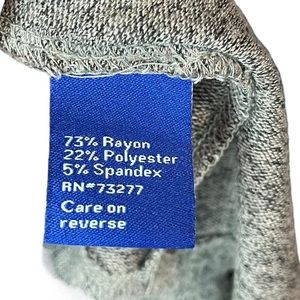 73% Rayon
22% Polyester
5% Spandex
RN#73277
Care on
reverse